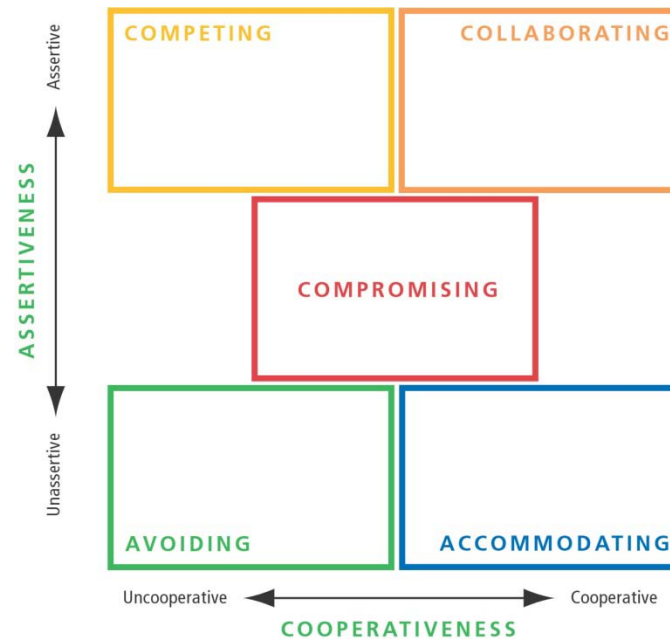 COMPETING
COLLABORATING
Assertive
ASSERTIVENESS
COMPROMISING
Unassertive
AVOIDING
ACCOMMODATING
Uncooperative
Cooperative
COOPERATIVENESS